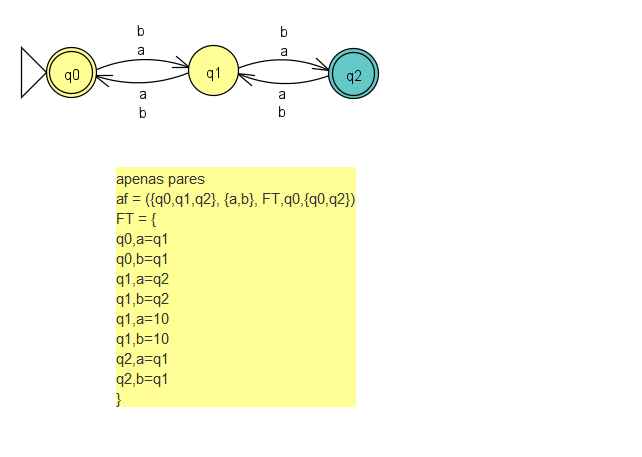 b
b
a
a
q0
q1
q2
a
a
b
b
apenas pares
af = ({q0,q1,q2}, {a,b}, FT,q0,{q0,q2})
FT = {
q0,a=q1
q0,b=q1
q1,a=q2
q1,b=q2
q1,a=10
q1,b=10
q2,a=q1
q2,b=q1
}